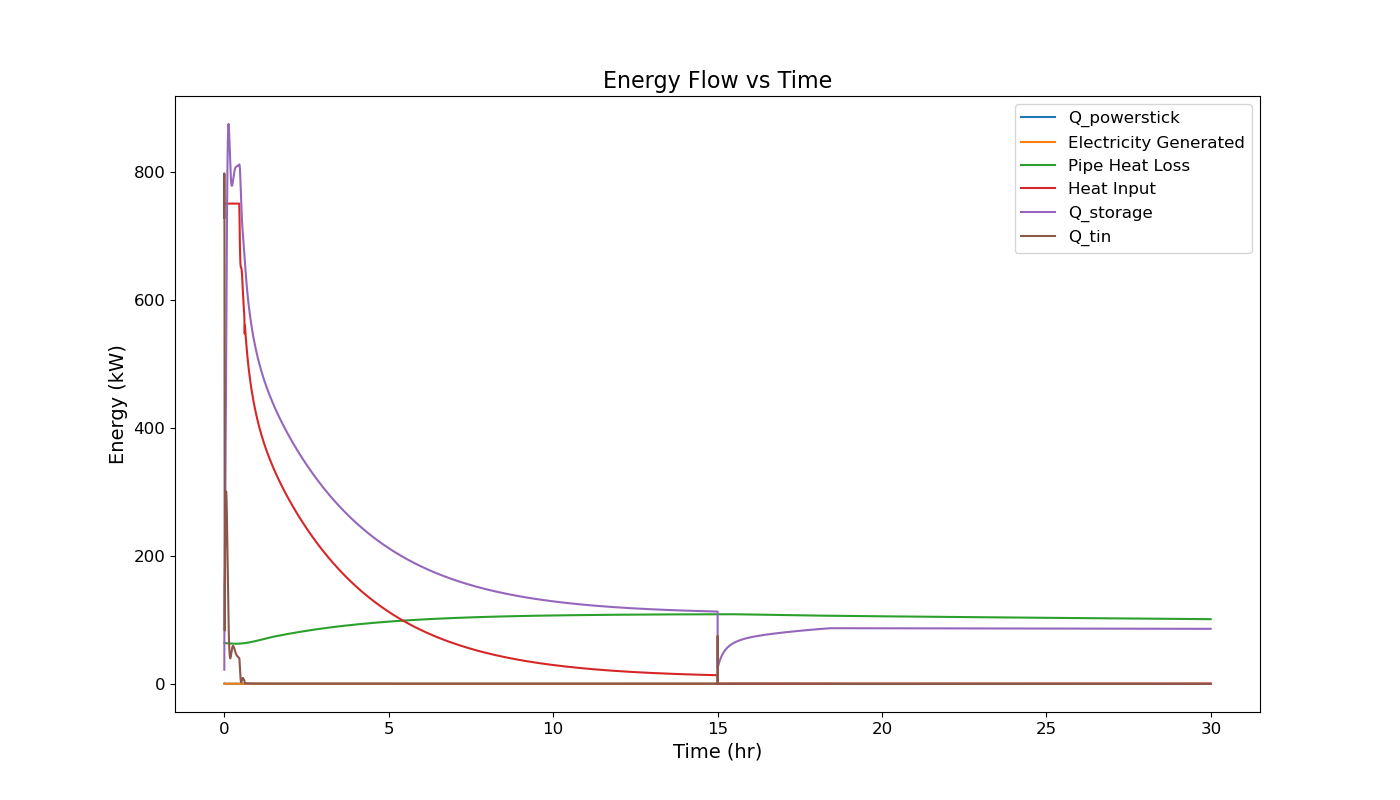 Energy Flow vs Time
Q_powerstick
Electricity Generated
Pipe Heat Loss
Heat Input
Q_storage
Q_tin
Energy (kW)
800
600
400
200
0
0 5 10 15 20 25 30
Time (hr)